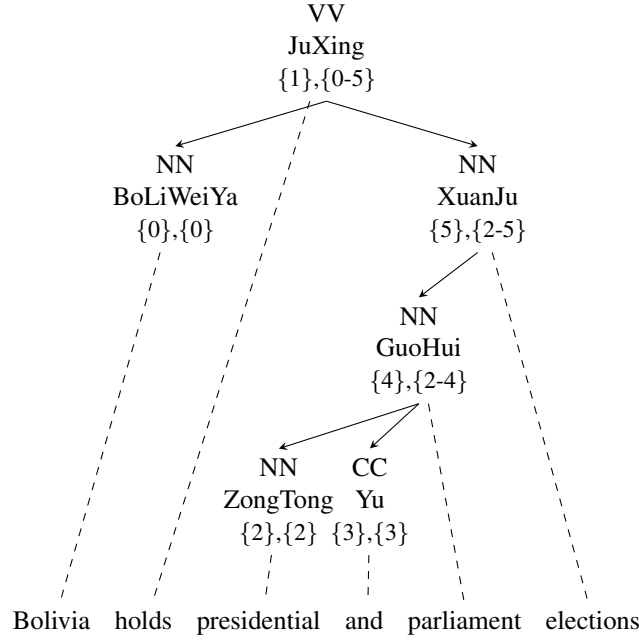 VV
JuXing
{1},{0-5}
NN NN
BoLiWeiYa XuanJu
{0},{0} {5},{2-5}
NN
GuoHui
{4},{2-4}
NN CC
ZongTong Yu
{2},{2} {3},{3}
Bolivia holds presidential and parliament elections